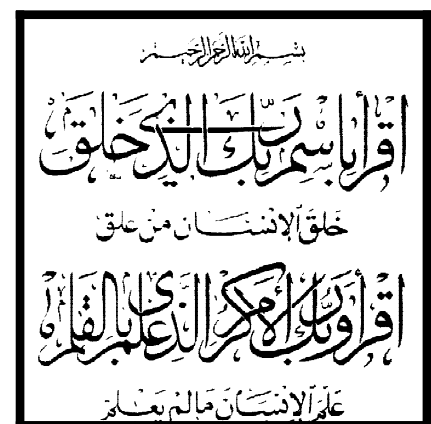 بسم الله الرحمن الرحيم
اقرأ باسم ربك الذي خلق
خلق الإنسان من علق
اقرأ وربك الأكرم الذي علم بالقلم
علم الإنسان ما لم يعلم